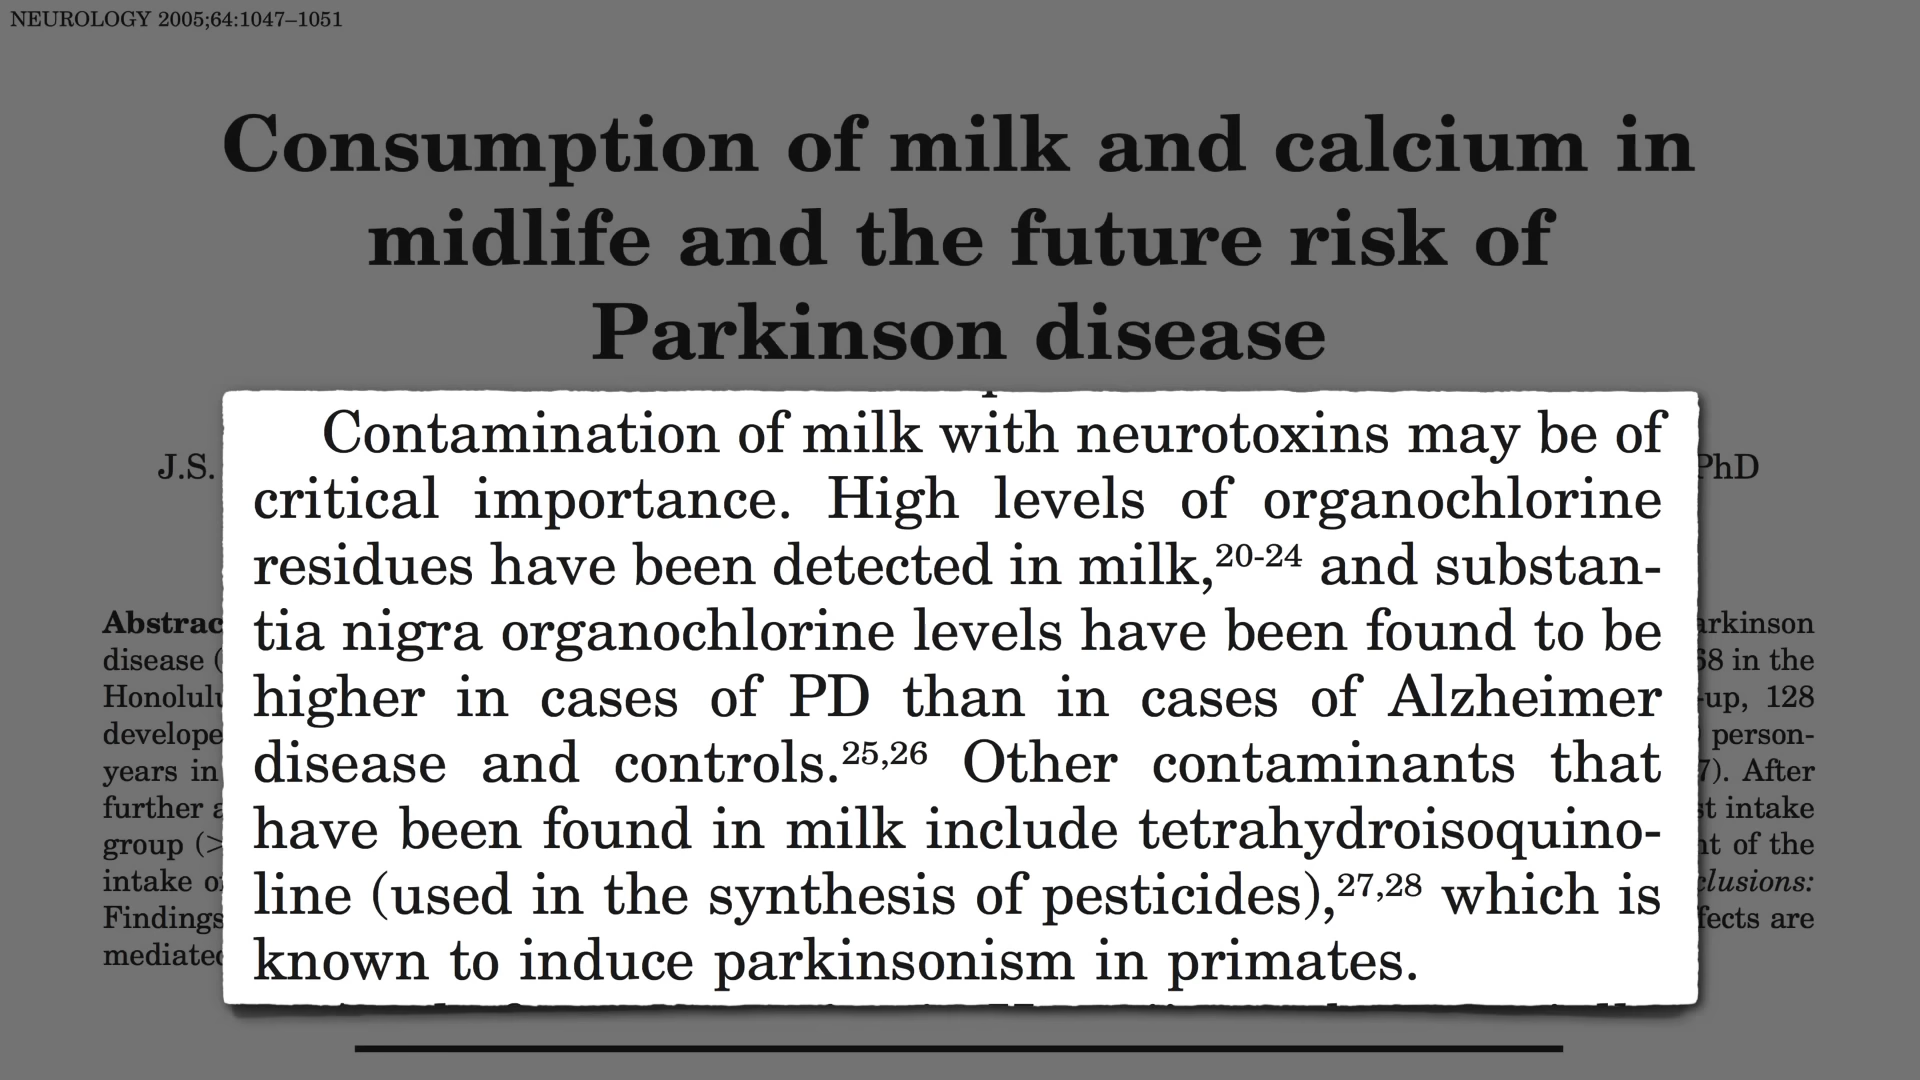 NEUROLOGY 2005;64:1047–1051
Consumption of milk and calcium in
midlife and the future risk of
Parkinson disease
J.S. PhD
Contamination of milk with neurotoxins may be of
critical importance. High levels of organochlorine
residues have been detected in milk,20-24 and substan-
tia nigra organochlorine levels have been found to be
higher in cases of PD than in cases of Alzheimer
disease and controls.25,26 Other contaminants that
have been found in milk include tetrahydroisoquino-
line (used in the synthesis of pesticides),27,28 which is
known to induce parkinsonism in primates.
Abstrac arkinson
disease ( 68 in the
Honolulu -up, 128
develope person-
years in 7). After
further a st intake
group (> nt of the
intake o clusions:
Findings fects are
mediated